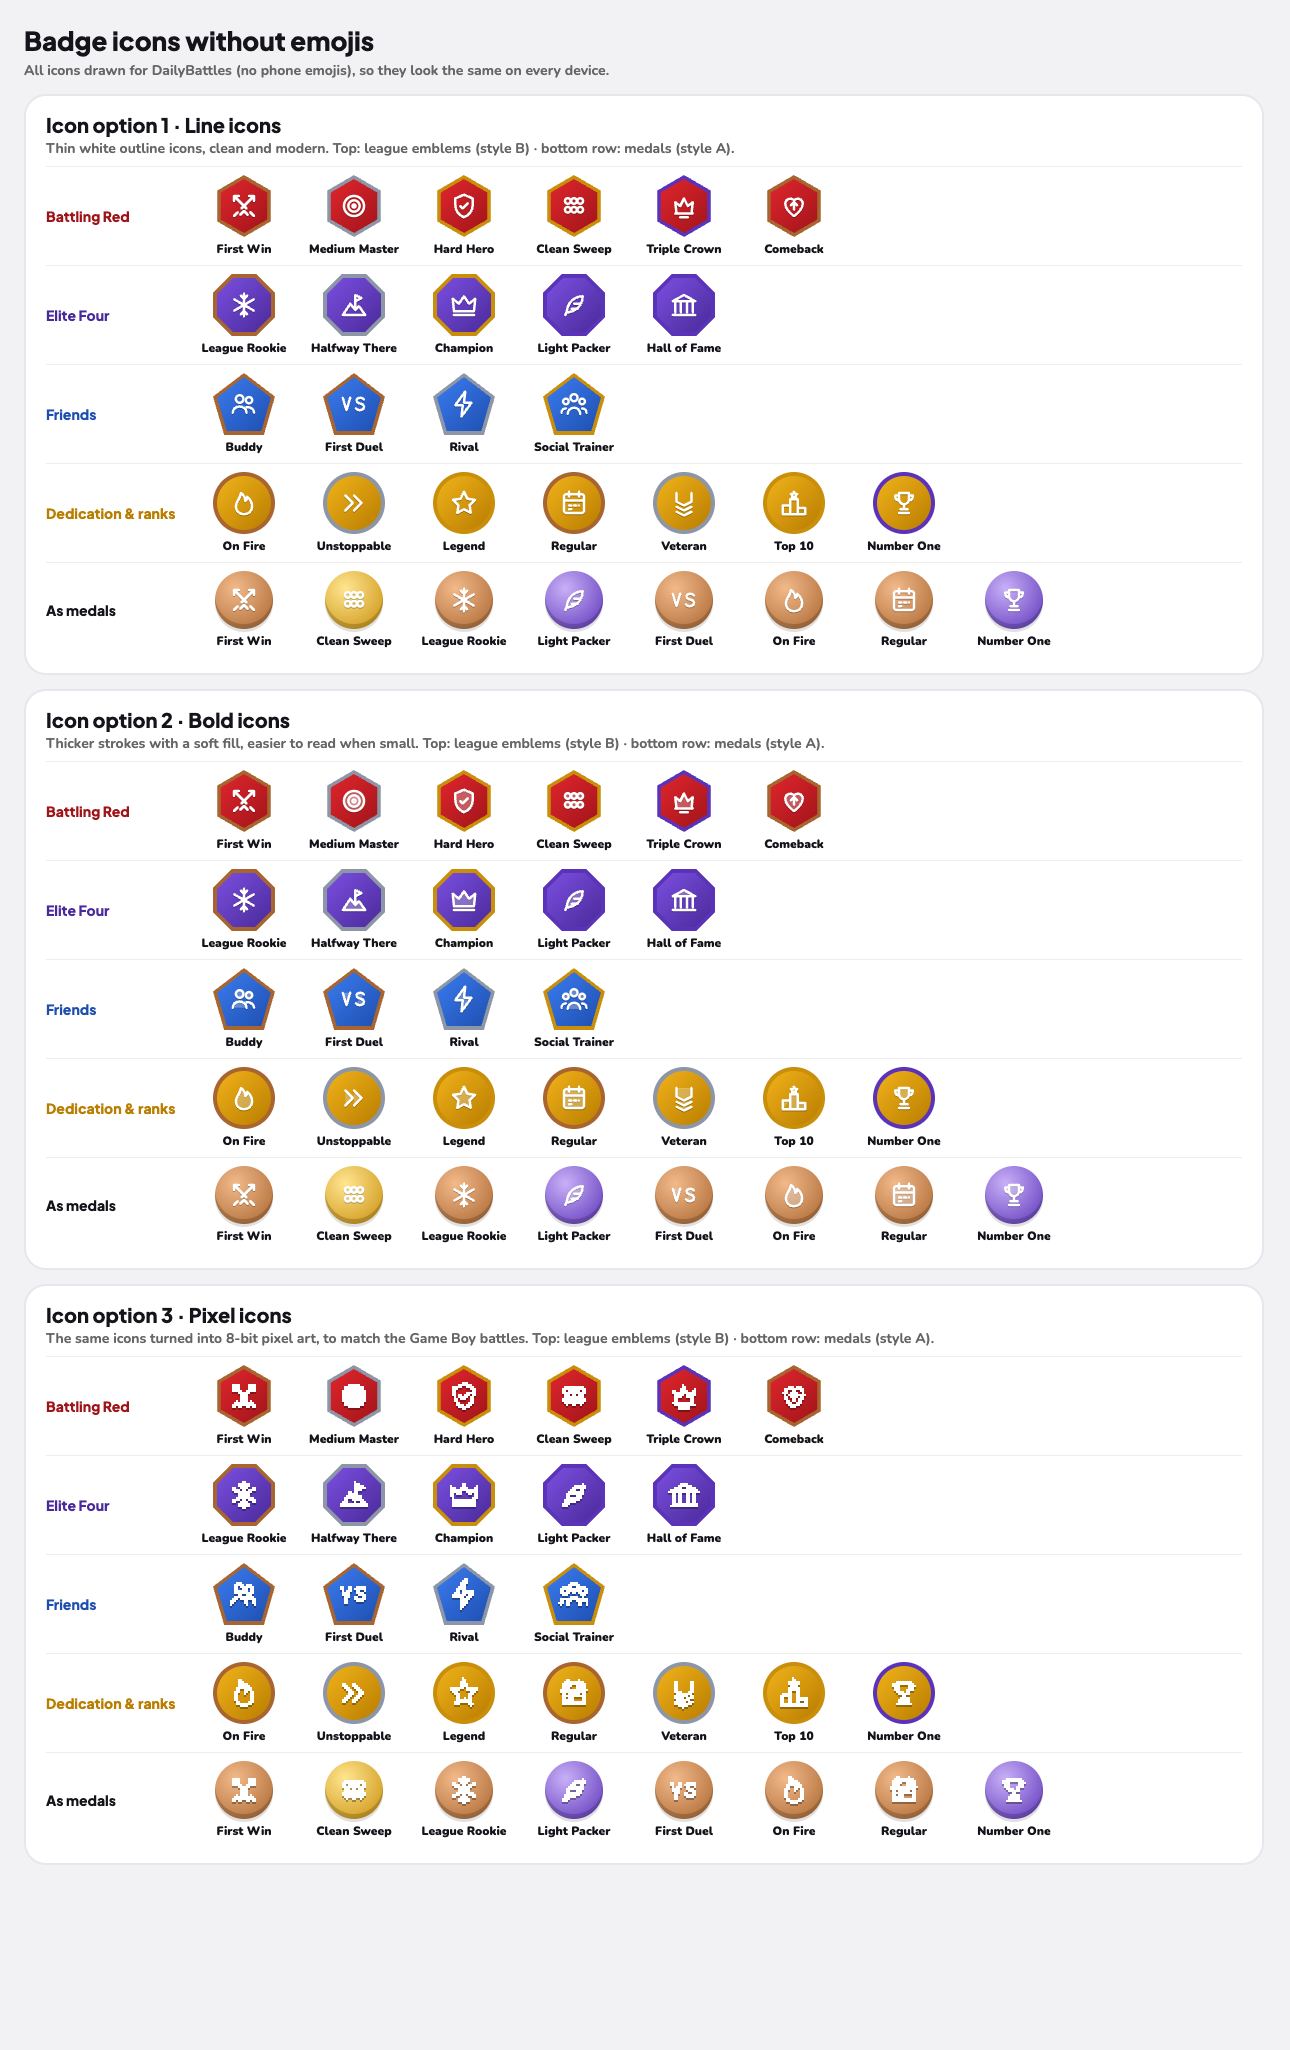 Badge icons without emojis
All icons drawn for DailyBattles (no phone emojis), so they look the same on every device.
Icon option 1 · Line icons
Thin white outline icons, clean and modern. Top: league emblems (style B) · bottom row: medals (style A).
Battling Red
First Win Medium Master Hard Hero Clean Sweep Triple Crown Comeback
Elite Four
League Rookie Halfway There Champion Light Packer Hall of Fame
VS
Friends
Buddy First Duel Rival Social Trainer
Dedication & ranks
On Fire Unstoppable Legend Regular Veteran Top 10 Number One
VS
As medals
First Win Clean Sweep League Rookie Light Packer First Duel On Fire Regular Number One
Icon option 2 · Bold icons
Thicker strokes with a soft fill, easier to read when small. Top: league emblems (style B) · bottom row: medals (style A).
Battling Red
First Win Medium Master Hard Hero Clean Sweep Triple Crown Comeback
Elite Four
League Rookie Halfway There Champion Light Packer Hall of Fame
VS
Friends
Buddy First Duel Rival Social Trainer
Dedication & ranks
On Fire Unstoppable Legend Regular Veteran Top 10 Number One
VS
As medals
First Win Clean Sweep League Rookie Light Packer First Duel On Fire Regular Number One
Icon option 3 · Pixel icons
The same icons turned into 8-bit pixel art, to match the Game Boy battles. Top: league emblems (style B) · bottom row: medals (style A).
Battling Red
First Win Medium Master Hard Hero Clean Sweep Triple Crown Comeback
Elite Four
League Rookie Halfway There Champion Light Packer Hall of Fame
VS
Friends
Buddy First Duel Rival Social Trainer
Dedication & ranks
On Fire Unstoppable Legend Regular Veteran Top 10 Number One
VS
As medals
First Win Clean Sweep League Rookie Light Packer First Duel On Fire Regular Number One